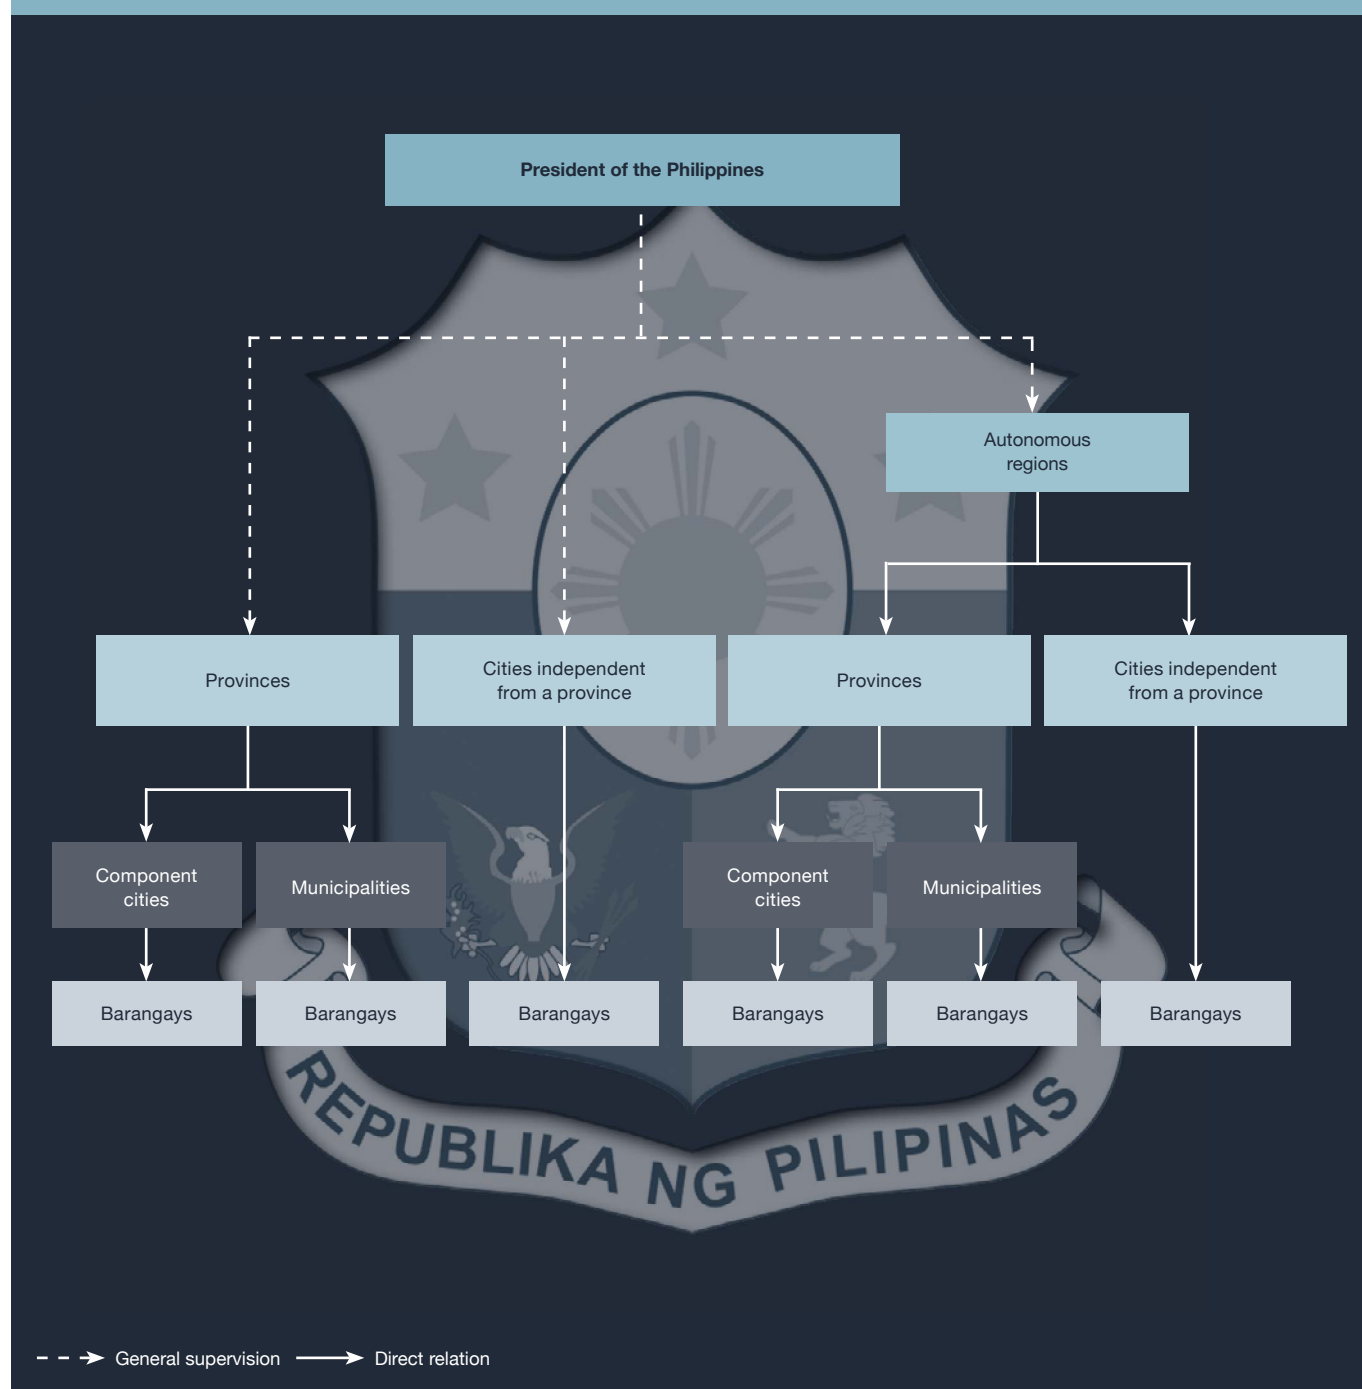 President of the Philippines
Autonomous
regions
Provinces
Cities independent
from a province
Provinces
Cities independent
from a province
Component
cities
Municipalities
Component
cities
Municipalities
Barangays
Barangays
Barangays
Barangays
Barangays
Barangays
REPUBLIKA NG PILIPINAS
General supervision
Direct relation